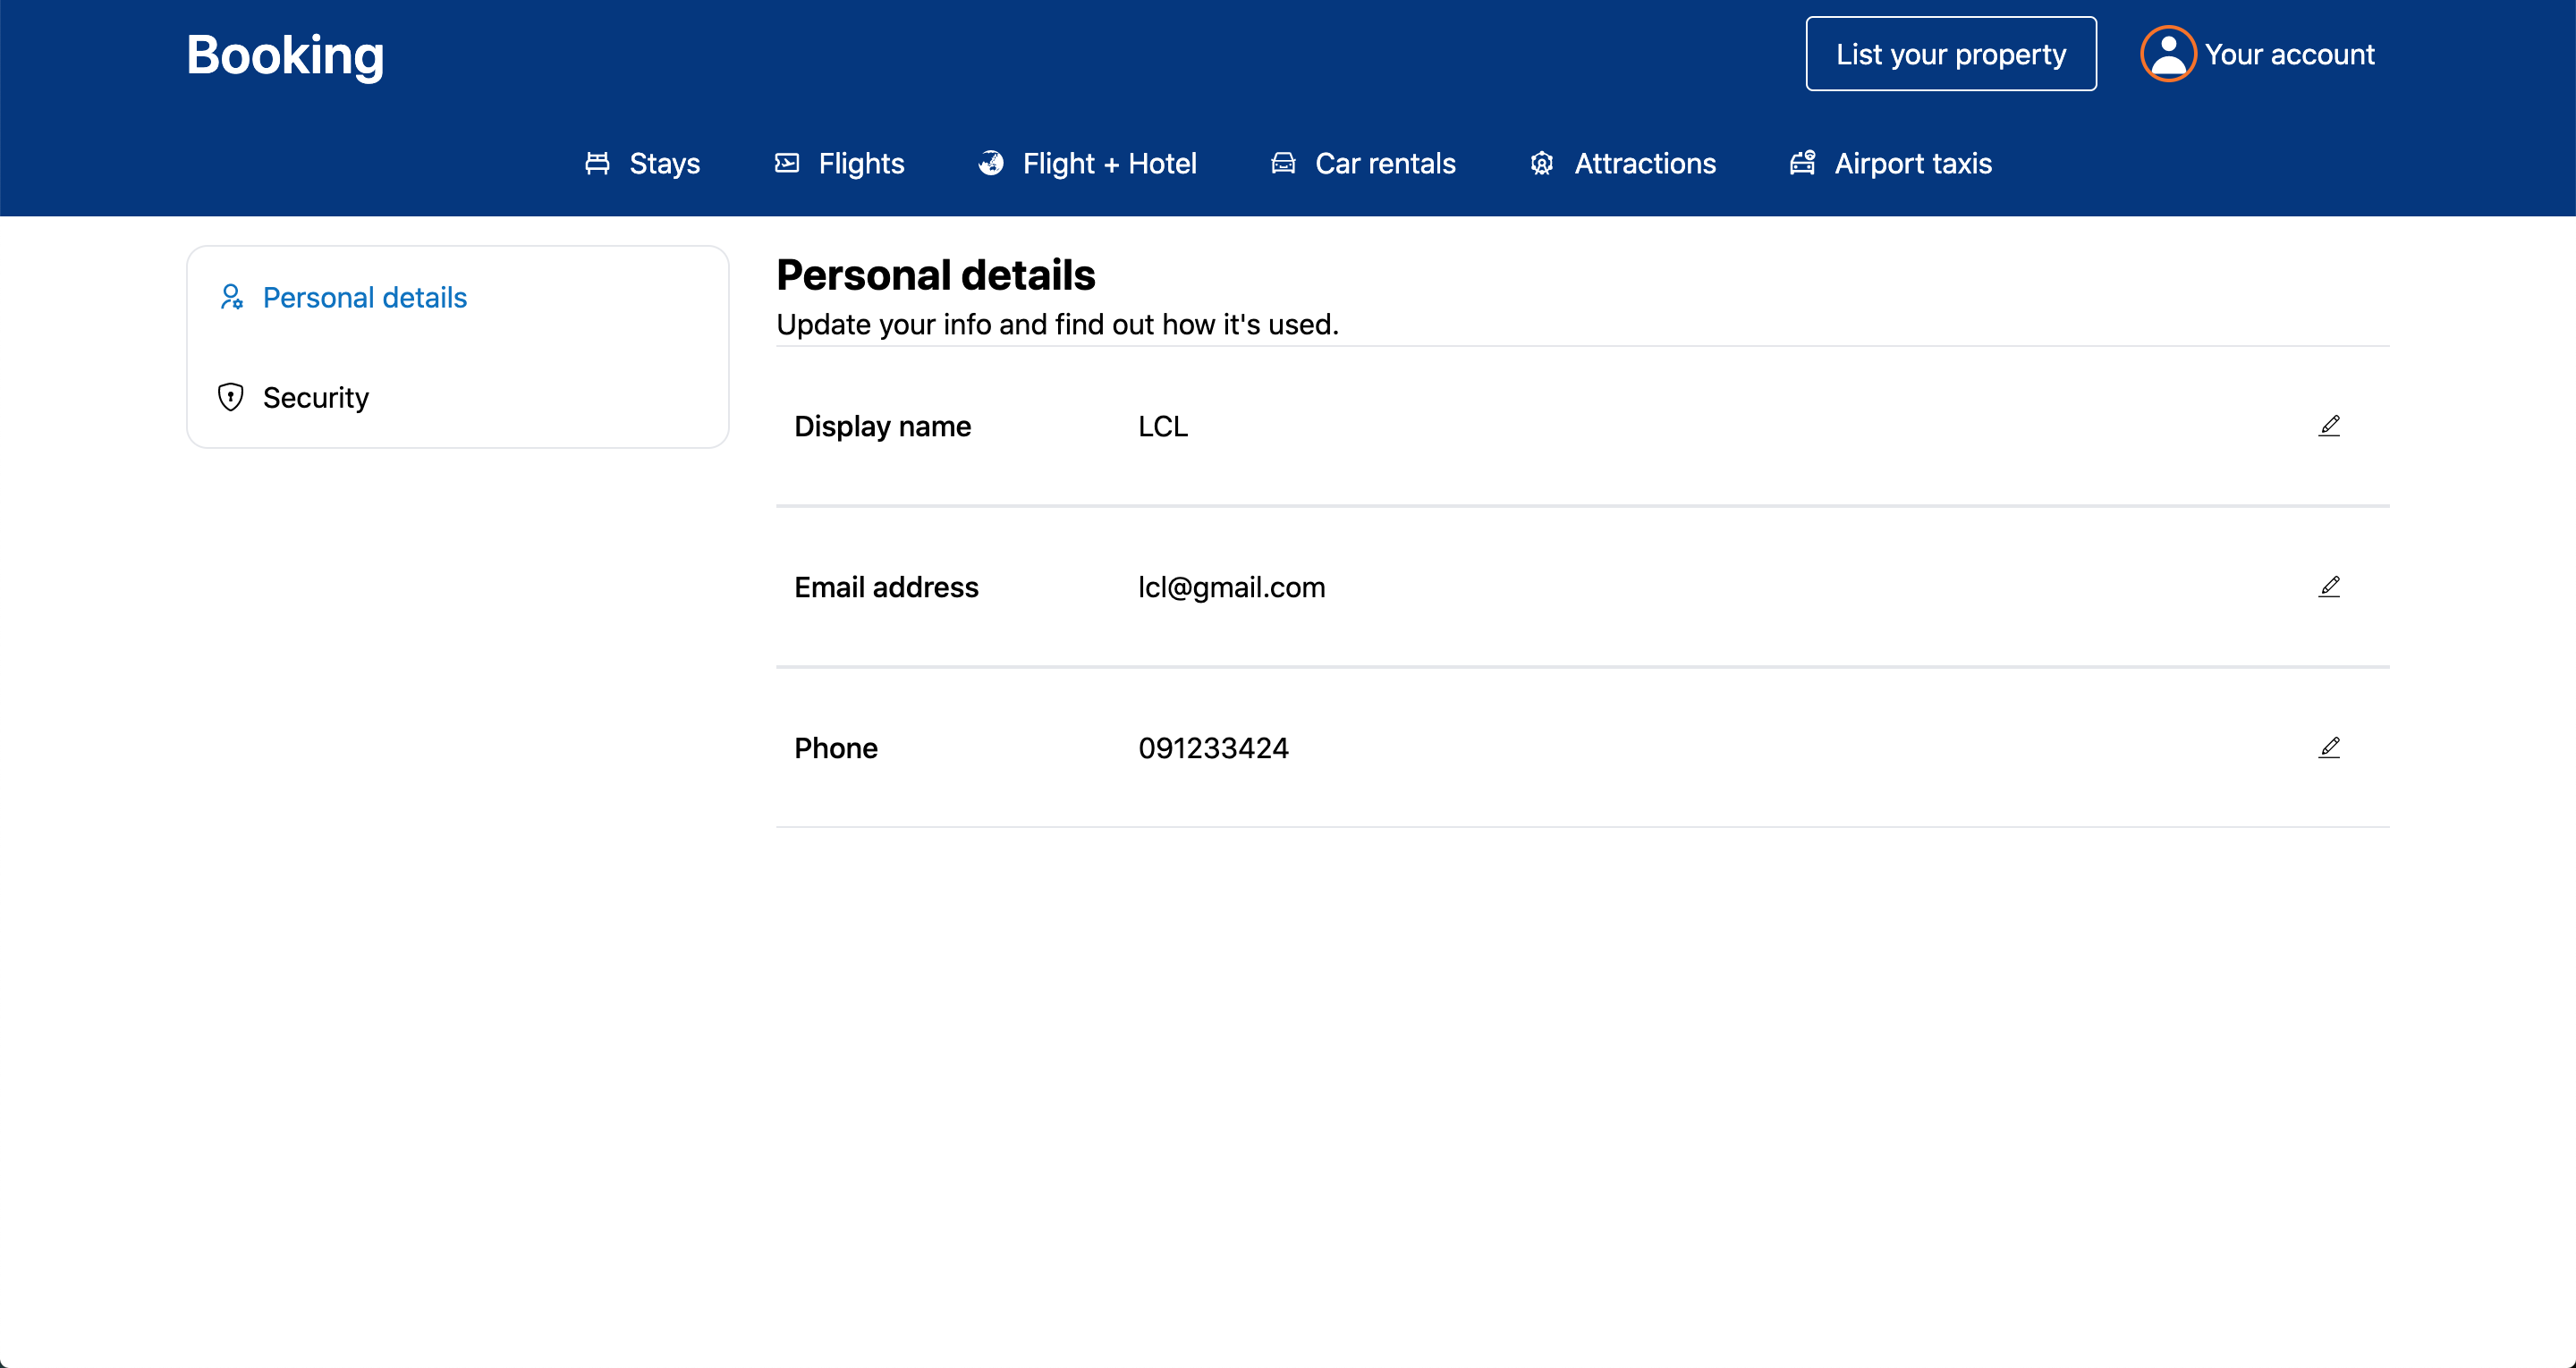 Booking
List your property
Your account
Stays
Flights
Flight + Hotel
Car rentals
Attractions
Airport taxis
Personal details
Security
Personal details
Update your info and find out how it's used.
Display name LCL
Email address lcl@gmail.com
Phone 091233424